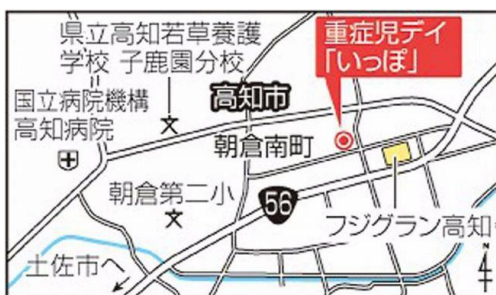 県立高知若草養護
学校 子鹿園分校
重症児デイ
「いっぽ」
国立病院機構
高知病院
高知市
朝倉南町
朝倉第二小
56
フジグラン高知
土佐市へ
N